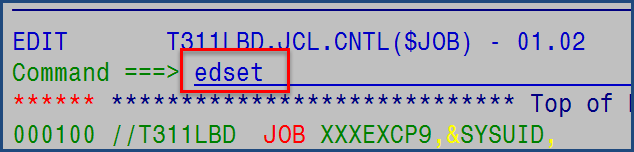 EDIT T311LBD.JCL.CNTL($JOB) - 01.02
Command ===> edset
****** ***************************** Top of
000100 //T311LBD JOB XXXEXCP9,&SYSUID,